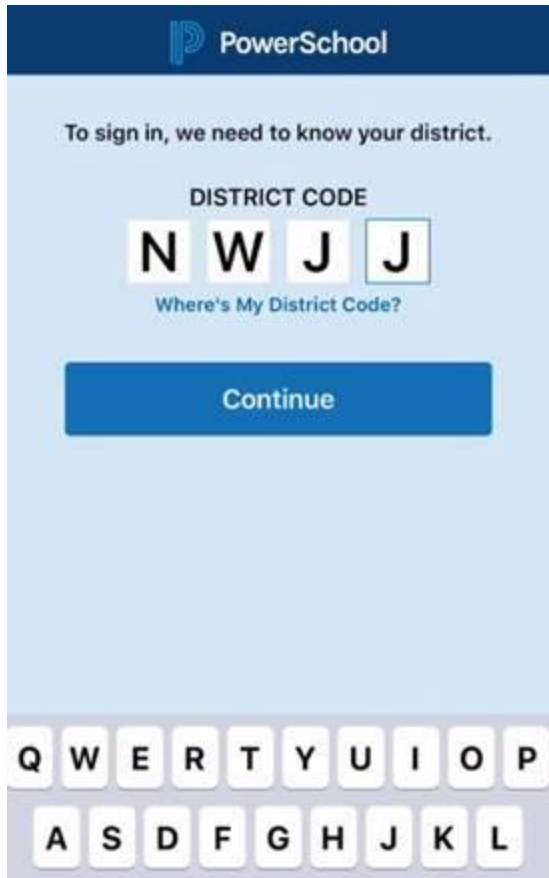 PowerSchool
To sign in, we need to know your district.
DISTRICT CODE
N W J J
Where's My District Code?
Continue
Q W E R T Y U I O P
A S D F G H J K L